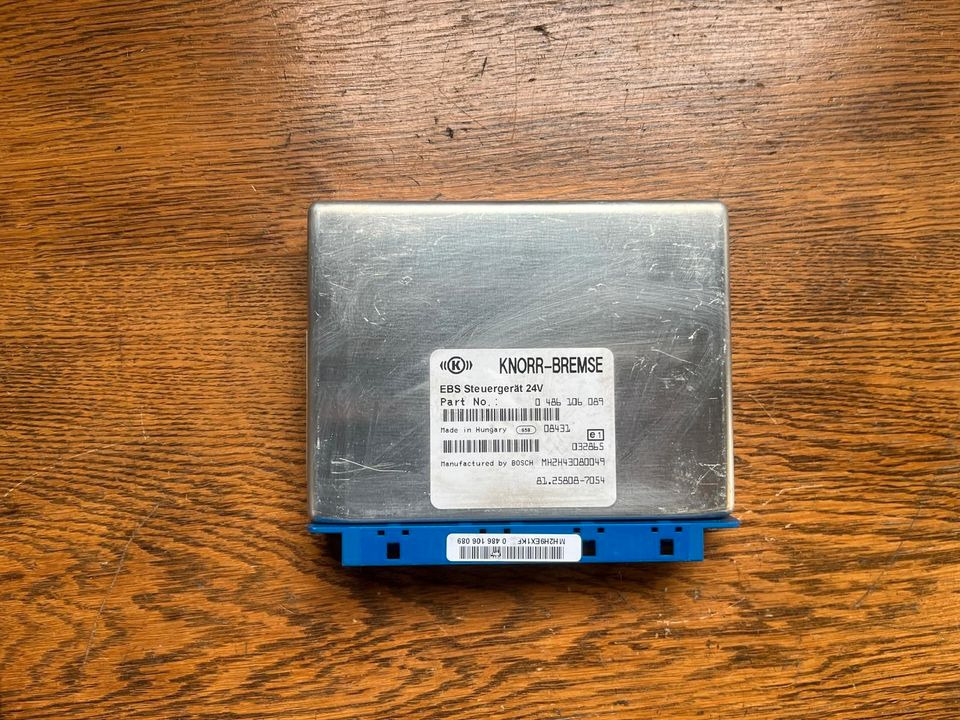 ((K)) KNORR-BREMSE
EBS Steuergerät 24V
Part No.: 0 486 106 089
Made in Hungary 658 08431 e1
032865
Manufactured by BOSCH MH2H43080049
81.25808-7054
MH2H9EX1KF 0 486 106 089